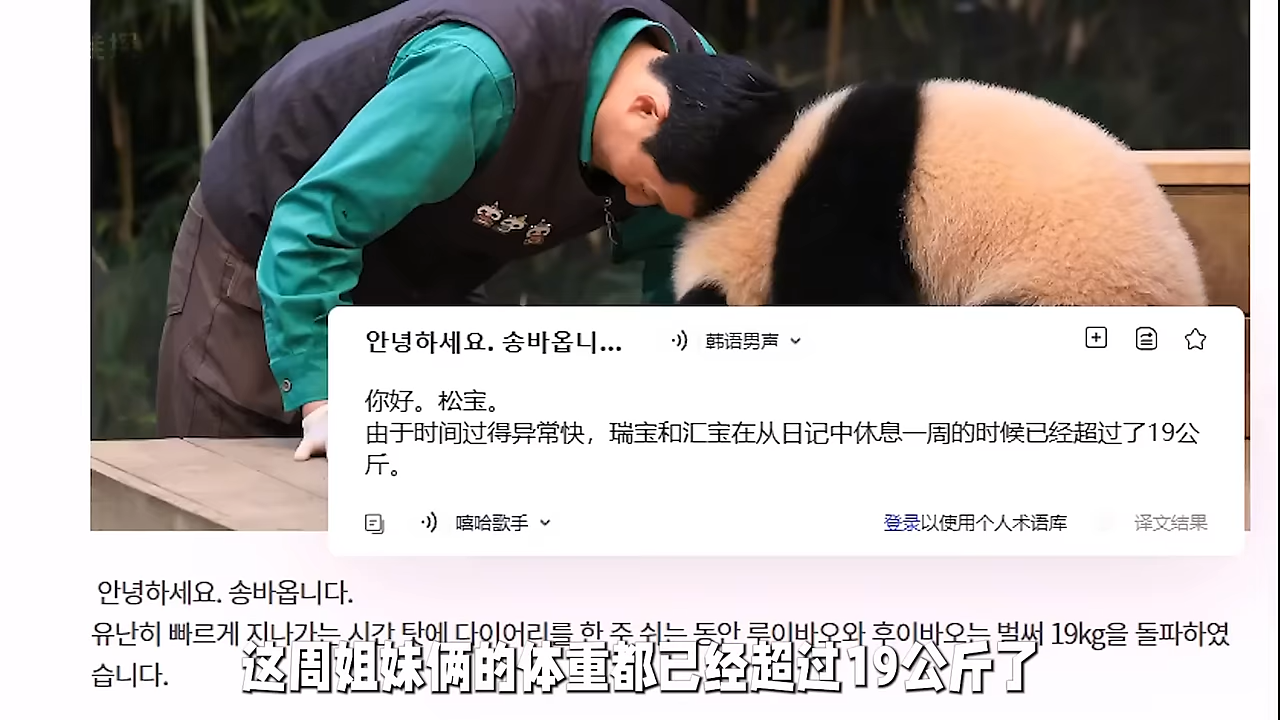 안녕하세요. 송바옵니...
韩语男声
你好。松宝。
由于时间过得异常快，瑞宝和汇宝在从日记中休息一周的时候已经超过了19公
斤。
嘻哈歌手
登录以使用个人术语库
译文结果
안녕하세요. 송바옵니다.
유난히 빠르게 지나가는 시간 탓에 다이어리를 한 주 쉬는 동안 루이바오와 후이바오는 벌써 19kg을 돌파하였
습니다.
这周姐妹俩的体重都已经超过19公斤了